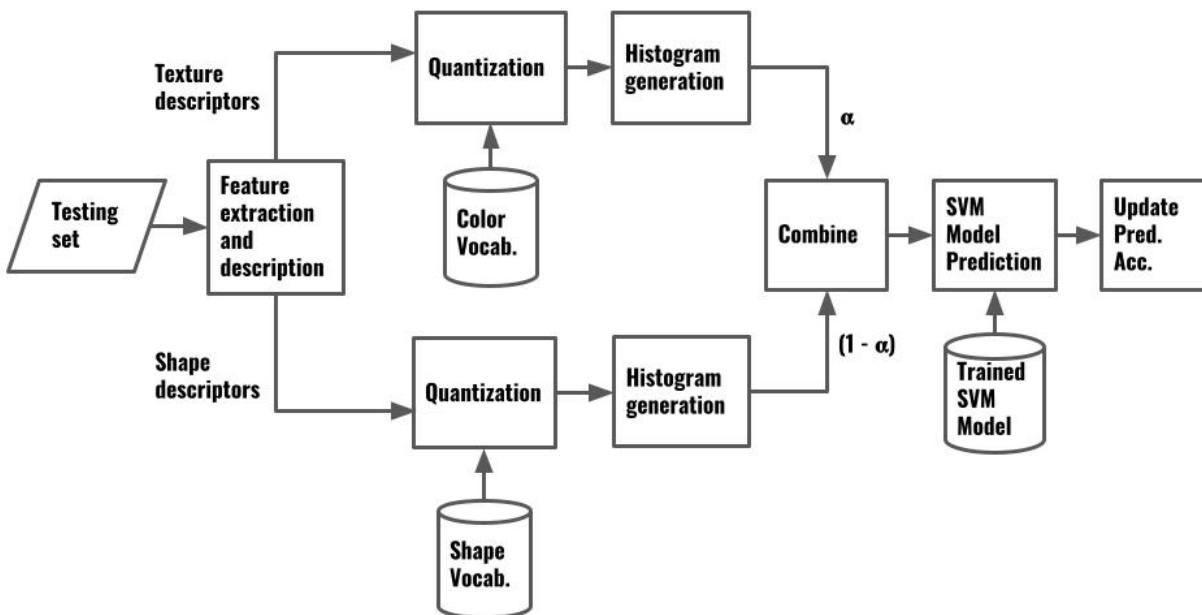 Texture
descriptors
Quantization
Histogram
generation
α
Testing
set
Feature
extraction
and
description
Color
Vocab.
Combine
SVM
Model
Prediction
Update
Pred.
Acc.
Shape
descriptors
Quantization
Histogram
generation
(1 - α)
Trained
SVM
Model
Shape
Vocab.